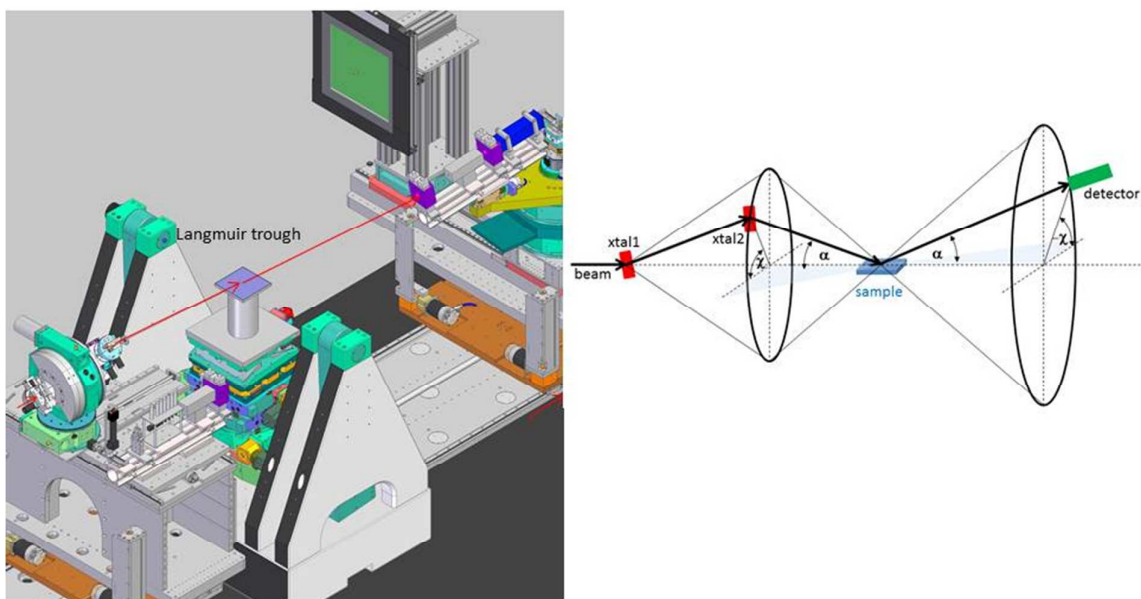 Langmuir trough
xtal1
beam
xtal2
χ
α
sample
α
χ
detector